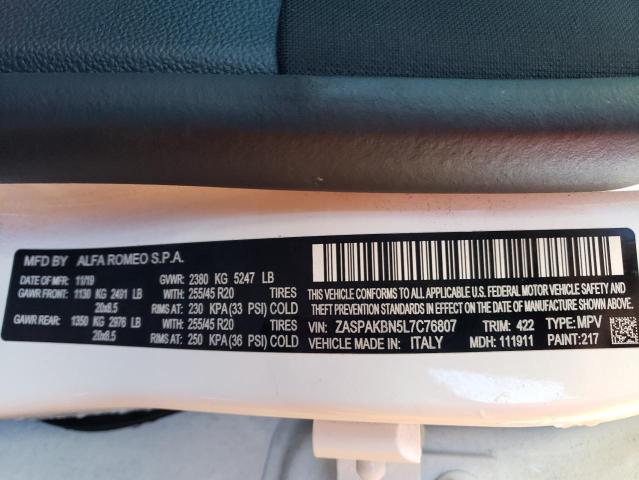 MFD BY ALFA ROMEO S.P.A.
DATE OF MFR: 11/19 GVWR: 2380 KG 5247 LB
GAWR FRONT: 1130 KG 2491 LB WITH: 255/45 R20 TIRES
20x8.5 RIMS AT: 230 KPA(33 PSI) COLD
GAWR REAR: 1350 KG 2976 LB WITH: 255/45 R20 TIRES
20x8.5 RIMS AT: 250 KPA(36 PSI) COLD
THIS VEHICLE CONFORMS TO ALL APPLICABLE U.S. FEDERAL MOTOR VEHICLE SAFETY AND
THEFT PREVENTION STANDARDS IN EFFECT ON THE DATE OF MANUFACTURE SHOWN ABOVE.
VIN: ZASPAKBN5L7C76807 TRIM: 422 TYPE: MPV
VEHICLE MADE IN: ITALY MDH: 111911 PAINT: 217